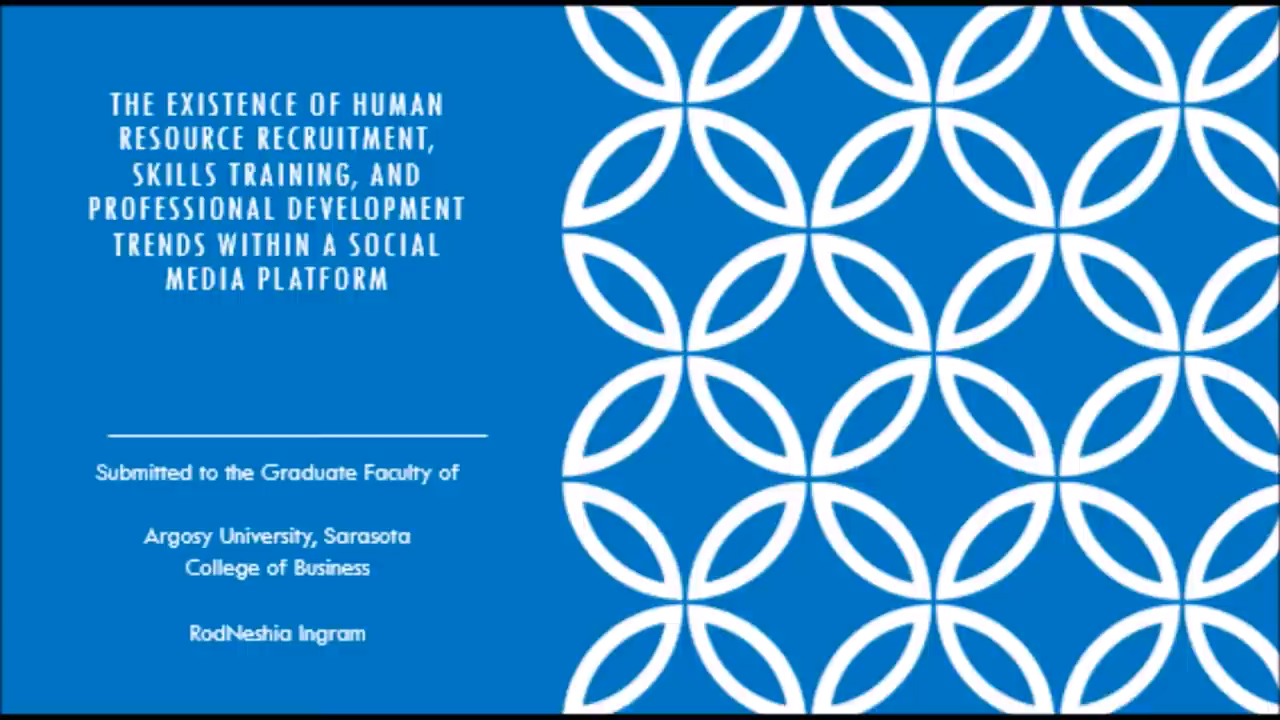 THE EXISTENCE OF HUMAN
RESOURCE RECRUITMENT,
SKILLS TRAINING, AND
PROFESSIONAL DEVELOPMENT
TRENDS WITHIN A SOCIAL
MEDIA PLATFORM
Submitted to the Graduate Faculty of
Argosy University, Sarasota
College of Business
RodNeshia Ingram